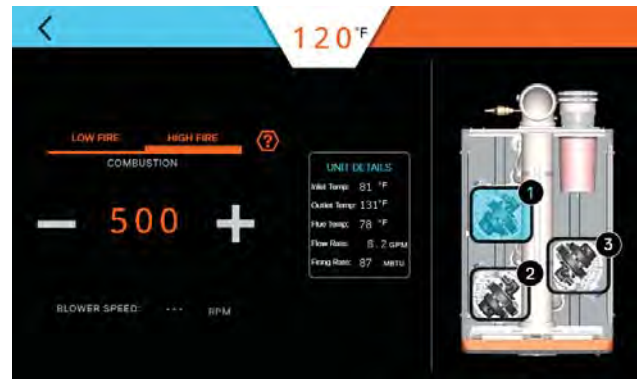 120°F
LOW FIRE HIGH FIRE ?
COMBUSTION
500
BLOWER SPEED: --- RPM
UNIT DETAILS
Inlet Temp: 81 °F
Outlet Temp: 131°F
Flue Temp: 78 °F
Flow Rate: 6.2 GPM
Firing Rate: 87 MBTU
1
2
3